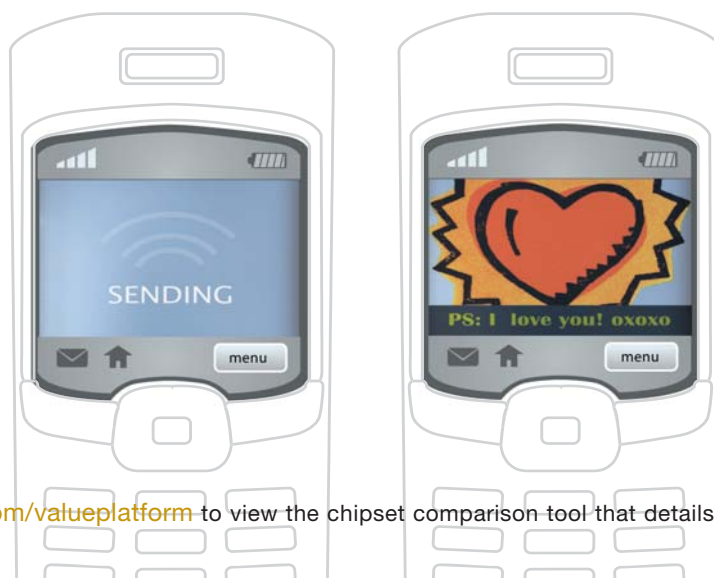 SENDING
menu
PS: I love you! oxoxo
menu
om/valueplatform to view the chipset comparison tool that details